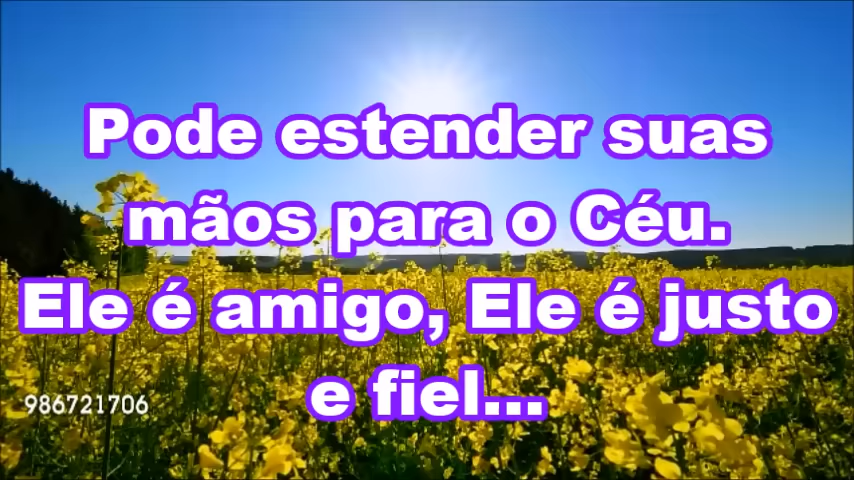 Pode estender suas
mãos para o Céu.
Ele é amigo, Ele é justo
e fiel...
986721706